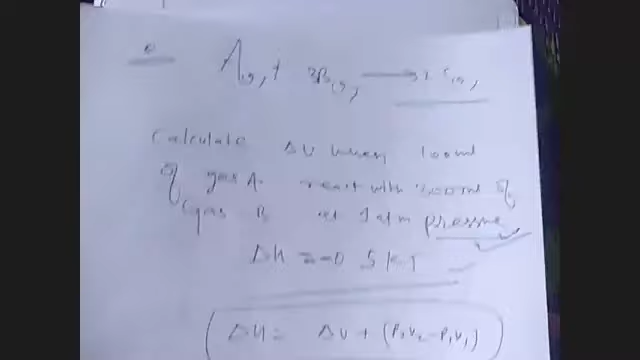 A(g) + 3B(g) → 2C(g)
Calculate ΔU when 100ml
of gas A react with 300ml of
gas B at 1 atm pressure
ΔH = -0.5 KJ
ΔH = ΔU + (P2V2 - P1V1)